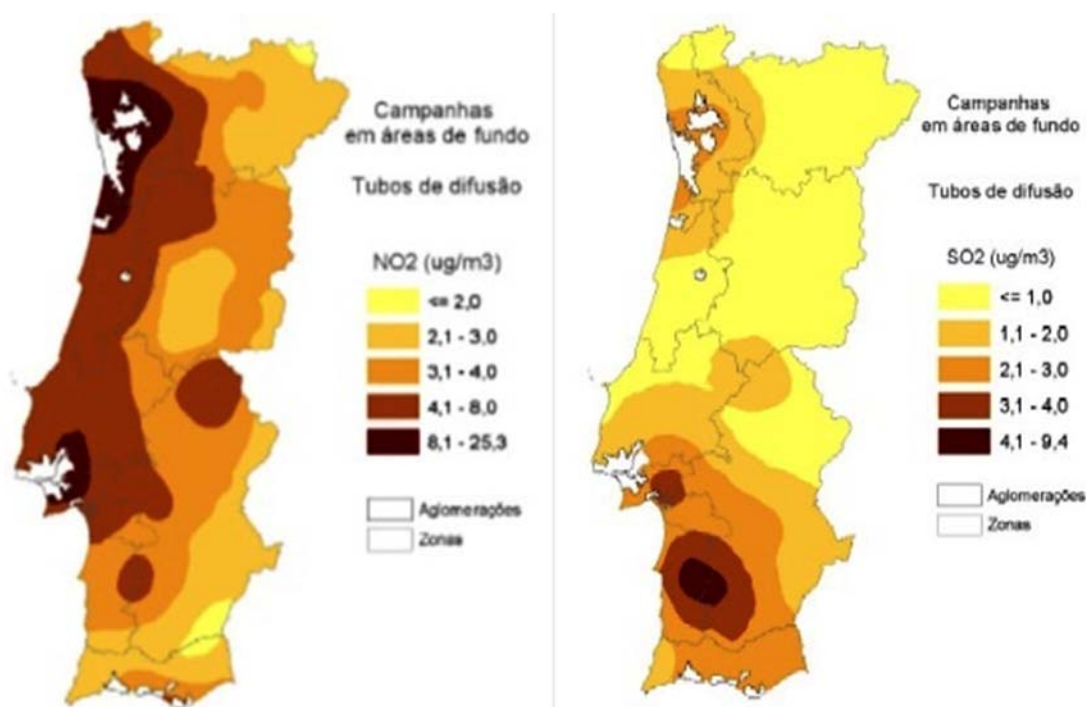 Campanhas
em áreas de fundo
Tubos de difusão
NO2 (ug/m3)
<= 2,0
2,1 - 3,0
3,1 - 4,0
4,1 - 8,0
8,1 - 25,3
Aglomerações
Zonas
Campanhas
em áreas de fundo
Tubos de difusão
SO2 (ug/m3)
<= 1,0
1,1 - 2,0
2,1 - 3,0
3,1 - 4,0
4,1 - 9,4
Aglomerações
Zonas